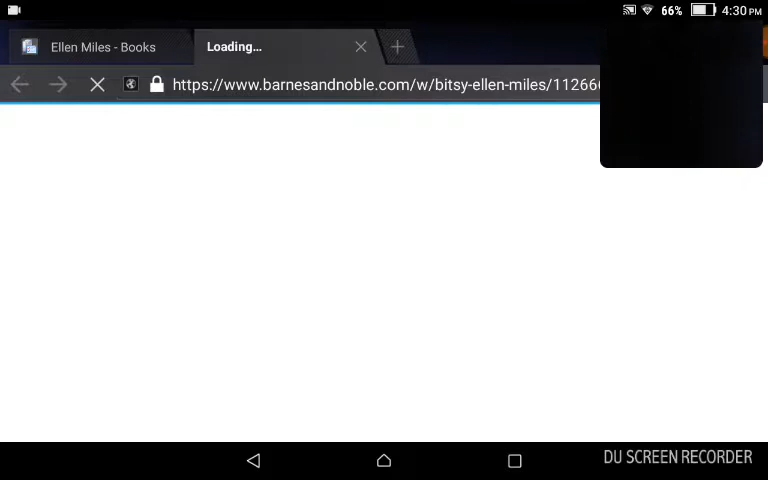 66% 4:30 PM
Ellen Miles - Books
Loading...
https://www.barnesandnoble.com/w/bitsy-ellen-miles/11266
DU SCREEN RECORDER